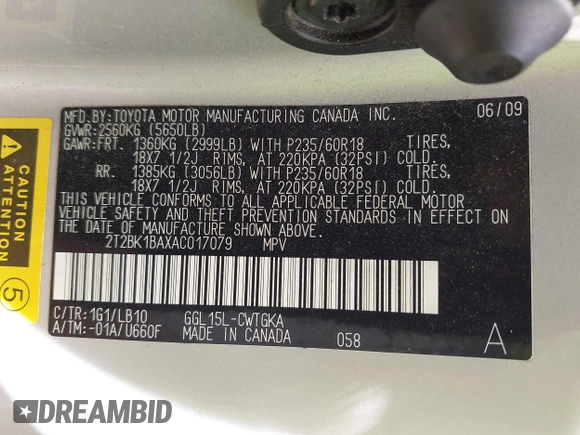 MFD.BY:TOYOTA MOTOR MANUFACTURING CANADA INC. 06/09
GVWR:2560KG (5650LB)
GAWR:FRT. 1360KG (2999LB) WITH P235/60R18 TIRES,
18X7 1/2J RIMS, AT 220KPA (32PSI) COLD.
RR. 1385KG (3056LB) WITH P235/60R18 TIRES,
18X7 1/2J RIMS, AT 220KPA (32PSI) COLD.
THIS VEHICLE CONFORMS TO ALL APPLICABLE FEDERAL MOTOR
VEHICLE SAFETY AND THEFT PREVENTION STANDARDS IN EFFECT ON
THE DATE OF MANUFACTURE SHOWN ABOVE.
2T2BK1BAXAC017079 MPV
C/TR:1G1/LB10 GGL15L-CWTGKA
A/TM:-01A/U660F MADE IN CANADA 058 A
CAUTION
ATTENTION
5
DREAMBID